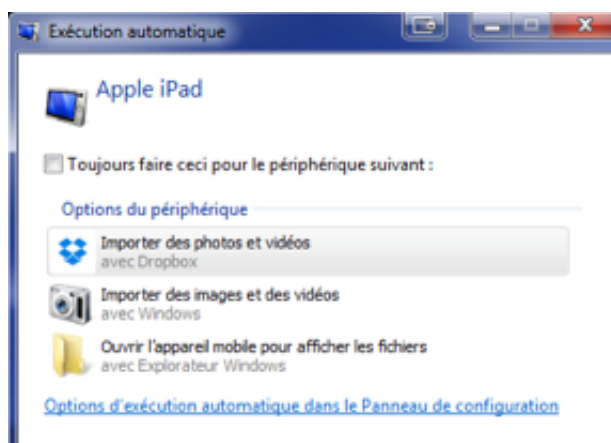 Exécution automatique
Apple iPad
Toujours faire ceci pour le périphérique suivant :
Options du périphérique
Importer des photos et vidéos
avec Dropbox
Importer des images et des vidéos
avec Windows
Ouvrir l'appareil mobile pour afficher les fichiers
avec Explorateur Windows
Options d'exécution automatique dans le Panneau de configuration